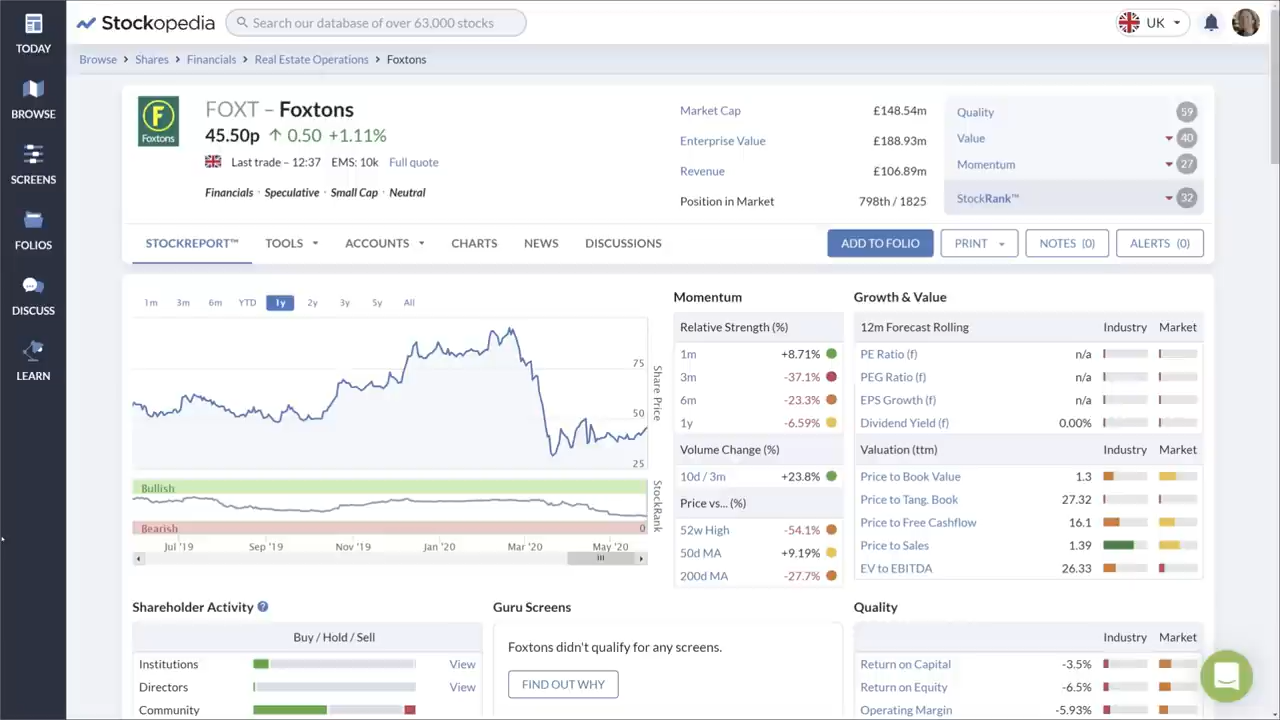 TODAY
BROWSE
SCREENS
FOLIOS
DISCUSS
LEARN
Stockopedia
Search our database of over 63,000 stocks
UK
Browse > Shares > Financials > Real Estate Operations > Foxtons
Foxtons
FOXT – Foxtons
45.50p ↑ 0.50 +1.11%
Last trade – 12:37 EMS: 10k Full quote
Financials · Speculative · Small Cap · Neutral
Market Cap £148.54m
Enterprise Value £188.93m
Revenue £106.89m
Position in Market 798th / 1825
Quality 59
Value 40
Momentum 27
StockRank™ 32
STOCKREPORT™ TOOLS ACCOUNTS CHARTS NEWS DISCUSSIONS
ADD TO FOLIO PRINT NOTES (0) ALERTS (0)
1m 3m 6m YTD 1y 2y 3y 5y All
75
50
25
Share Price
Bullish
Bearish
0
StockRank
Jul '19 Sep '19 Nov '19 Jan '20 Mar '20 May '20
Momentum
Relative Strength (%)
1m +8.71%
3m -37.1%
6m -23.3%
1y -6.59%
Volume Change (%)
10d / 3m +23.8%
Price vs... (%)
52w High -54.1%
50d MA +9.19%
200d MA -27.7%
Growth & Value
12m Forecast Rolling Industry Market
PE Ratio (f) n/a
PEG Ratio (f) n/a
EPS Growth (f) n/a
Dividend Yield (f) 0.00%
Valuation (ttm) Industry Market
Price to Book Value 1.3
Price to Tang. Book 27.32
Price to Free Cashflow 16.1
Price to Sales 1.39
EV to EBITDA 26.33
Shareholder Activity ?
Buy / Hold / Sell
Institutions View
Directors View
Community
Guru Screens
Foxtons didn't qualify for any screens.
FIND OUT WHY
Quality
Industry Market
Return on Capital -3.5%
Return on Equity -6.5%
Operating Margin -5.93%